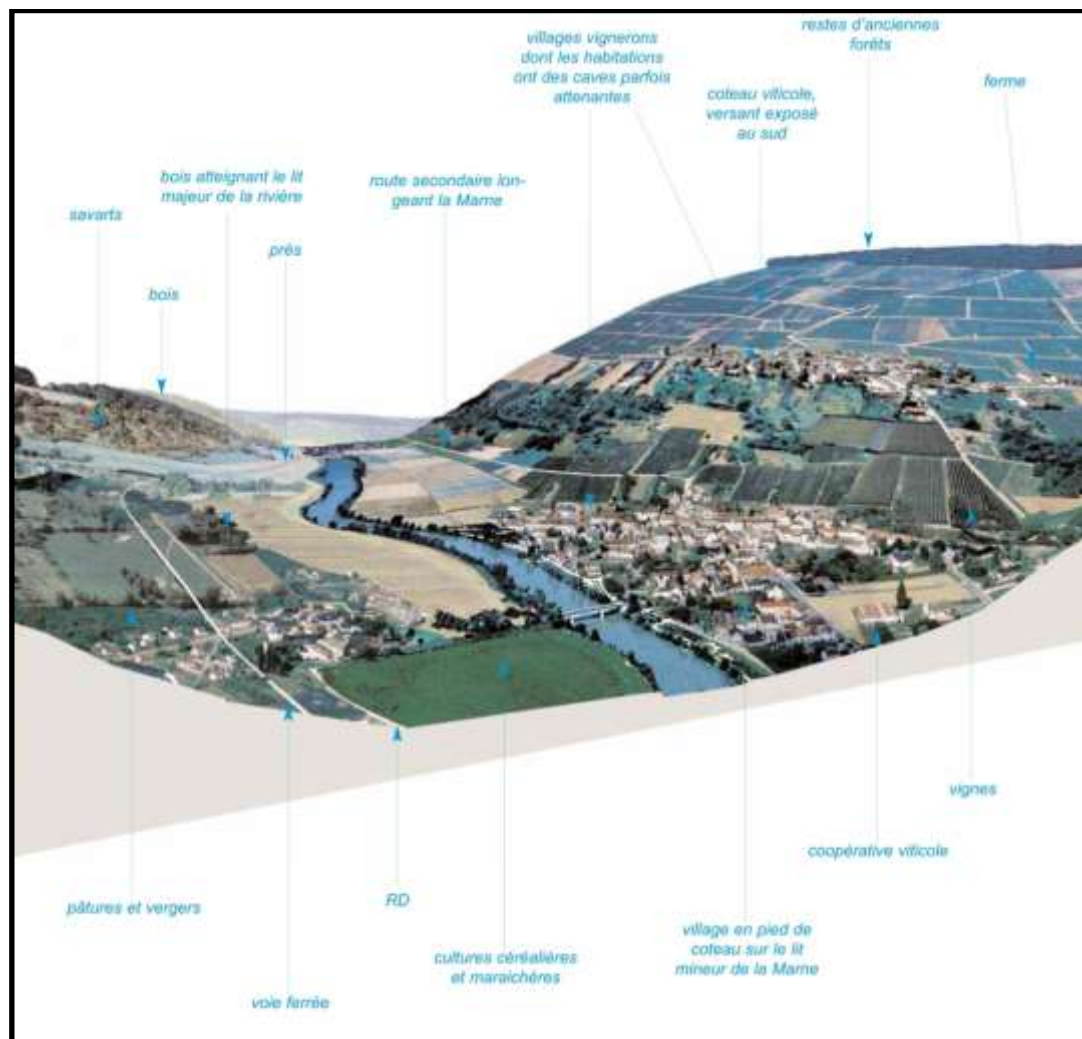 restes d'anciennes
forêts
villages vignerons
dont les habitations
ont des caves parfois
attenantes
coteau viticole,
versant exposé
au sud
ferme
bois atteignant le lit
majeur de la rivière
route secondaire lon-
geant la Marne
savarts
prés
bois
vignes
coopérative viticole
pâtures et vergers
RD
village en pied de
coteau sur le lit
mineur de la Marne
cultures céréalières
et maraichères
voie ferrée